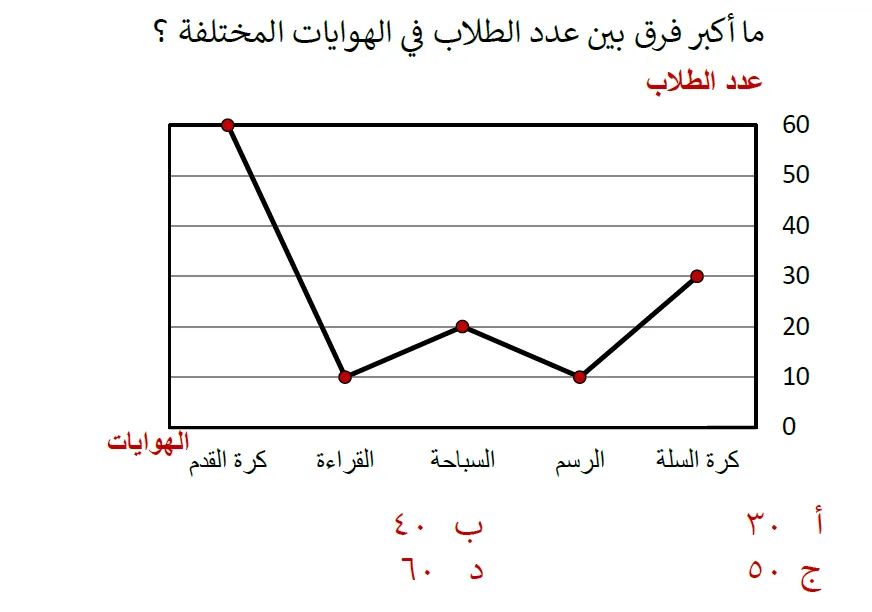 ما أكبر فرق بين عدد الطلاب في الهوايات المختلفة ؟
عدد الطلاب
60
50
40
30
20
10
0
الهوايات
كرة السلة الرسم السباحة القراءة كرة القدم
أ ٣٠ ب ٤٠
ج ٥٠ د ٦٠